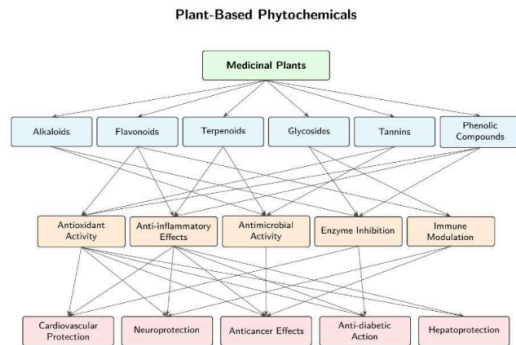 Plant-Based Phytochemicals
Medicinal Plants
Alkaloids
Flavonoids
Terpenoids
Glycosides
Tannins
Phenolic
Compounds
Antioxidant
Activity
Anti-inflammatory
Effects
Antimicrobial
Activity
Enzyme Inhibition
Immune
Modulation
Cardiovascular
Protection
Neuroprotection
Anticancer Effects
Anti-diabetic
Action
Hepatoprotection